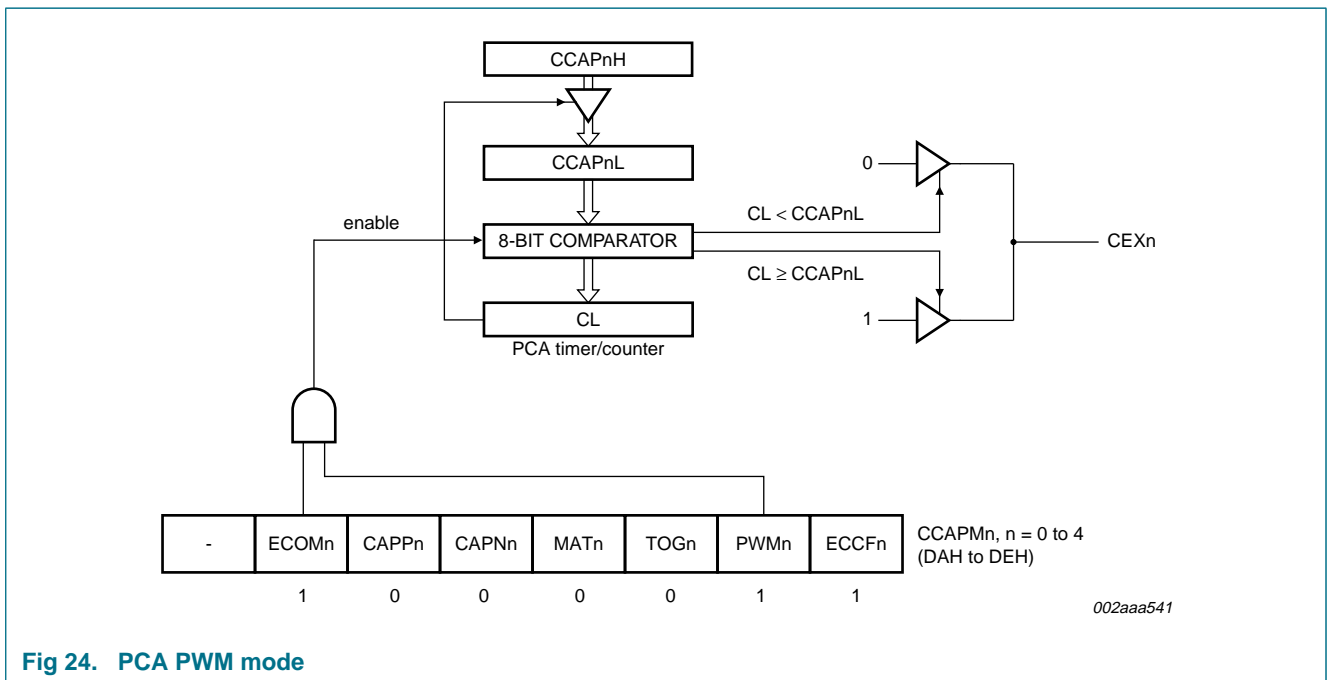 CCAPnH
CCAPnL
0
CL < CCAPnL
enable
8-BIT COMPARATOR
CEXn
CL ≥ CCAPnL
CL
1
PCA timer/counter
- ECOMn CAPPn CAPNn MATn TOGn PWMn ECCFn
CCAPMn, n = 0 to 4
(DAH to DEH)
1 0 0 0 0 1 1
002aaa541
Fig 24. PCA PWM mode